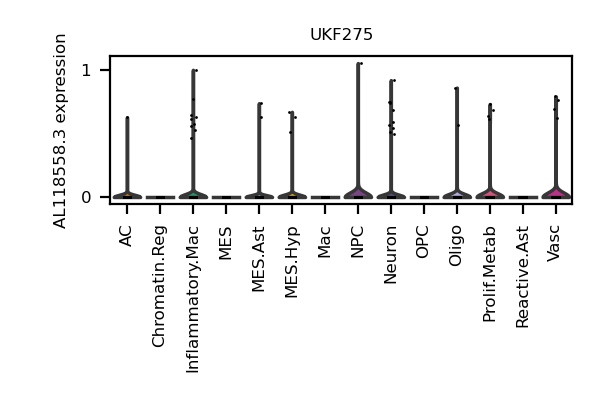 UKF275
AL118558.3 expression
1
0
AC
Chromatin.Reg
Inflammatory.Mac
MES
MES.Ast
MES.Hyp
Mac
NPC
Neuron
OPC
Oligo
Prolif.Metab
Reactive.Ast
Vasc